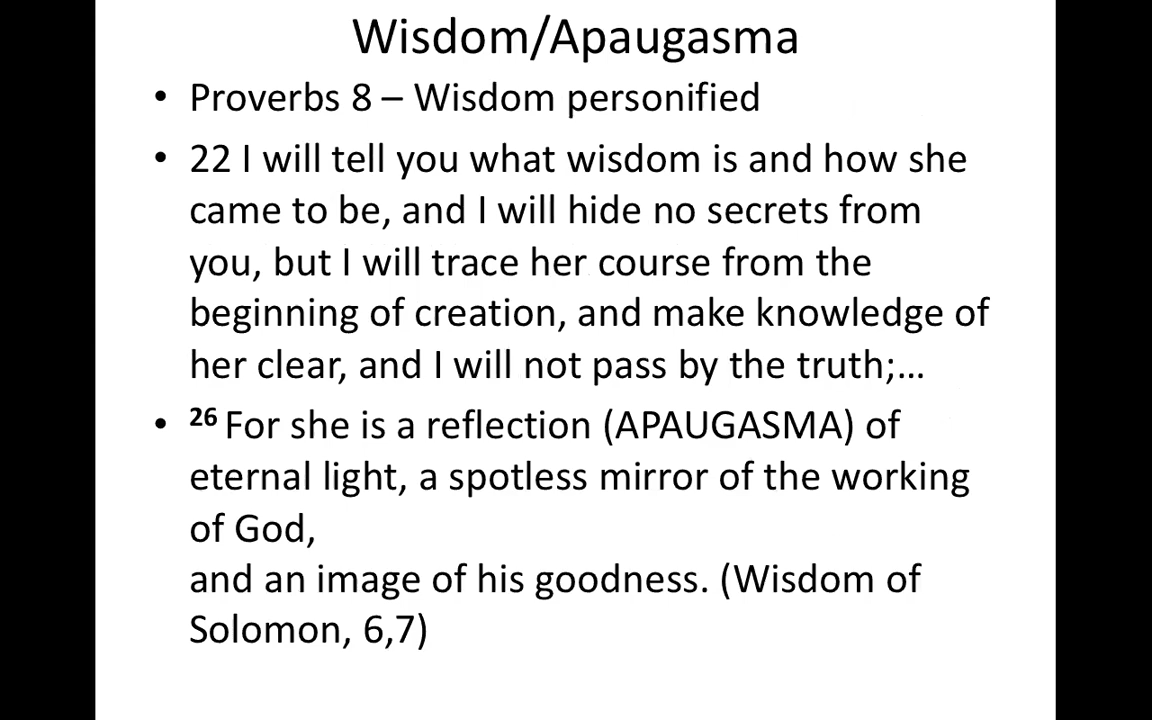 Wisdom/Apaugasma
• Proverbs 8 – Wisdom personified
• 22 I will tell you what wisdom is and how she
came to be, and I will hide no secrets from
you, but I will trace her course from the
beginning of creation, and make knowledge of
her clear, and I will not pass by the truth;…
• 26 For she is a reflection (APAUGASMA) of
eternal light, a spotless mirror of the working
of God,
and an image of his goodness. (Wisdom of
Solomon, 6,7)